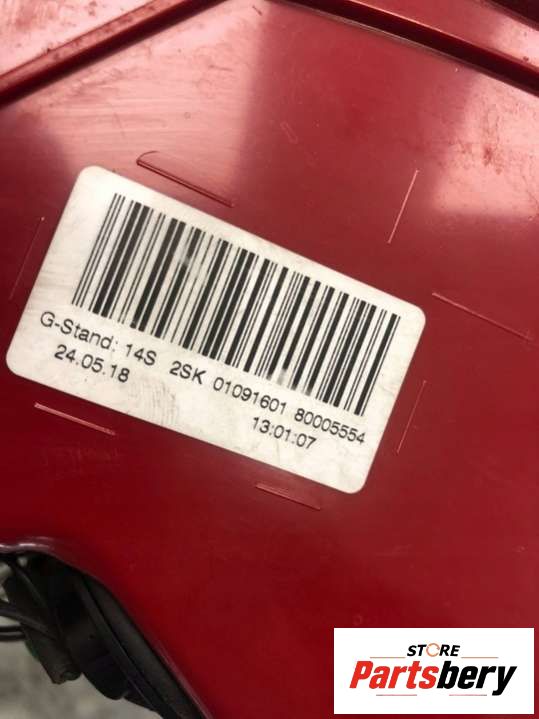 G-Stand: 14S 2SK 01091601 80005554
24.05.18 13:01:07
STORE
Partsbery